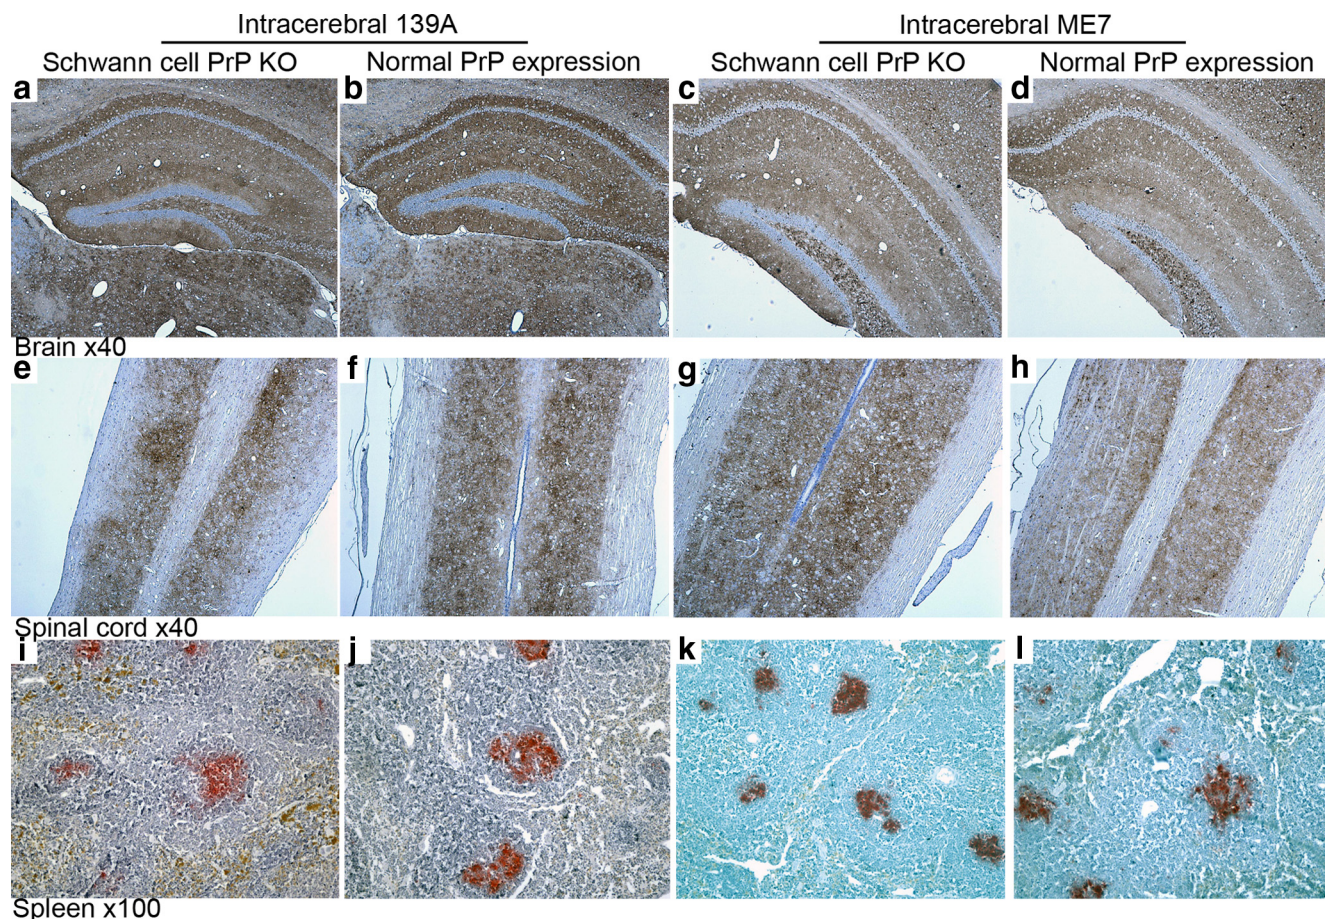 Intracerebral 139A
Intracerebral ME7
Schwann cell PrP KO
Normal PrP expression
Schwann cell PrP KO
Normal PrP expression
a
b
c
d
Brain x40
e
f
g
h
Spinal cord x40
i
j
k
l
Spleen x100